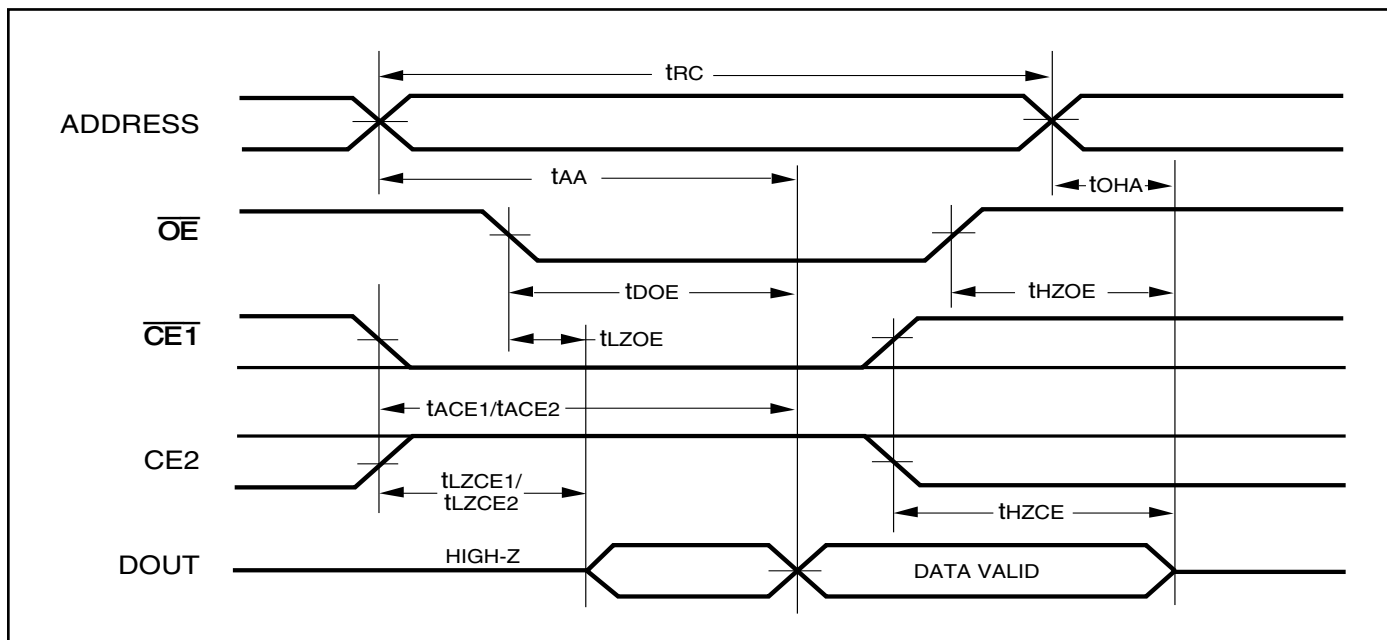 tRC
ADDRESS
tAA
tOHA
OE
tDOE
tHZOE
CE1
tLZOE
tACE1/tACE2
CE2
tLZCE1/
tLZCE2
tHZCE
DOUT
HIGH-Z
DATA VALID